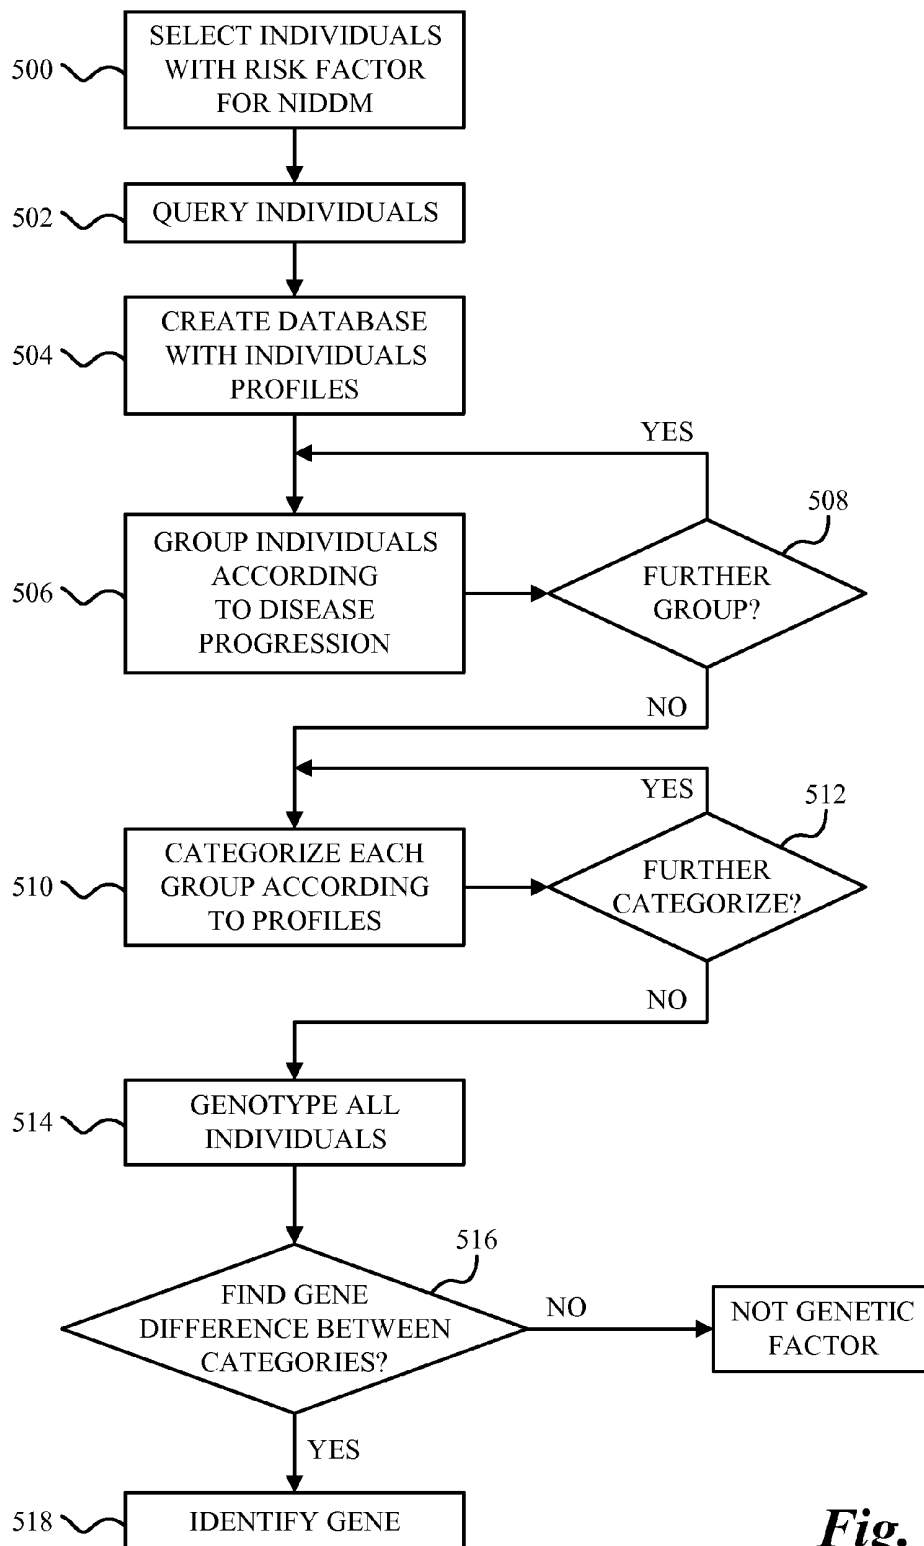 SELECT INDIVIDUALS
WITH RISK FACTOR
FOR NIDDM
500
QUERY INDIVIDUALS
502
CREATE DATABASE
WITH INDIVIDUALS
PROFILES
504
YES
508
GROUP INDIVIDUALS
ACCORDING
TO DISEASE
PROGRESSION
506
FURTHER
GROUP?
NO
YES
512
CATEGORIZE EACH
GROUP ACCORDING
TO PROFILES
510
FURTHER
CATEGORIZE?
NO
GENOTYPE ALL
INDIVIDUALS
514
516
FIND GENE
DIFFERENCE BETWEEN
CATEGORIES?
NO
NOT GENETIC
FACTOR
YES
518
IDENTIFY GENE
Fig.